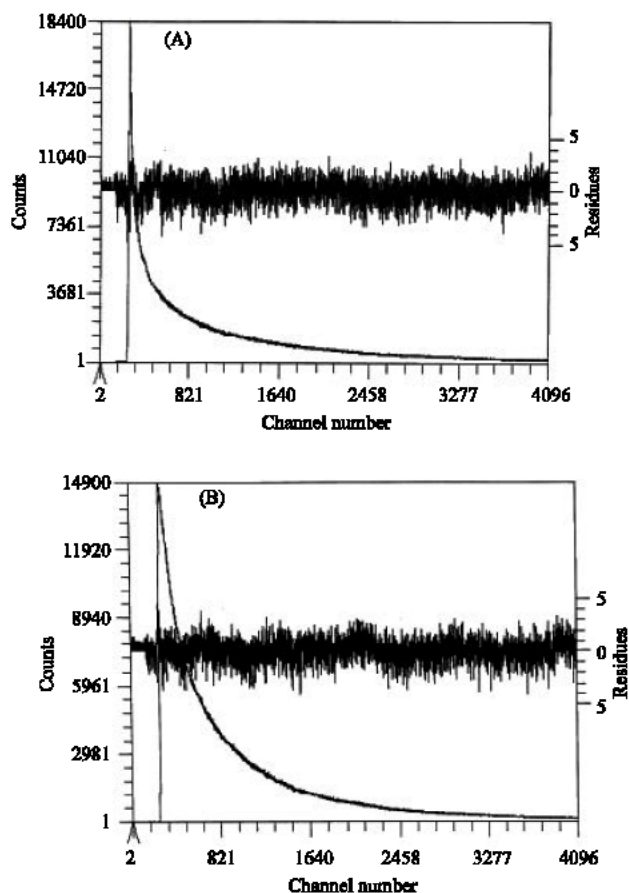 (A)
18400
14720
11040
7361
3681
1
Counts
5
0
5
Residues
2 821 1640 2458 3277 4096
Channel number
(B)
14900
11920
8940
5961
2981
1
Counts
5
0
5
Residues
2 821 1640 2458 3277 4096
Channel number